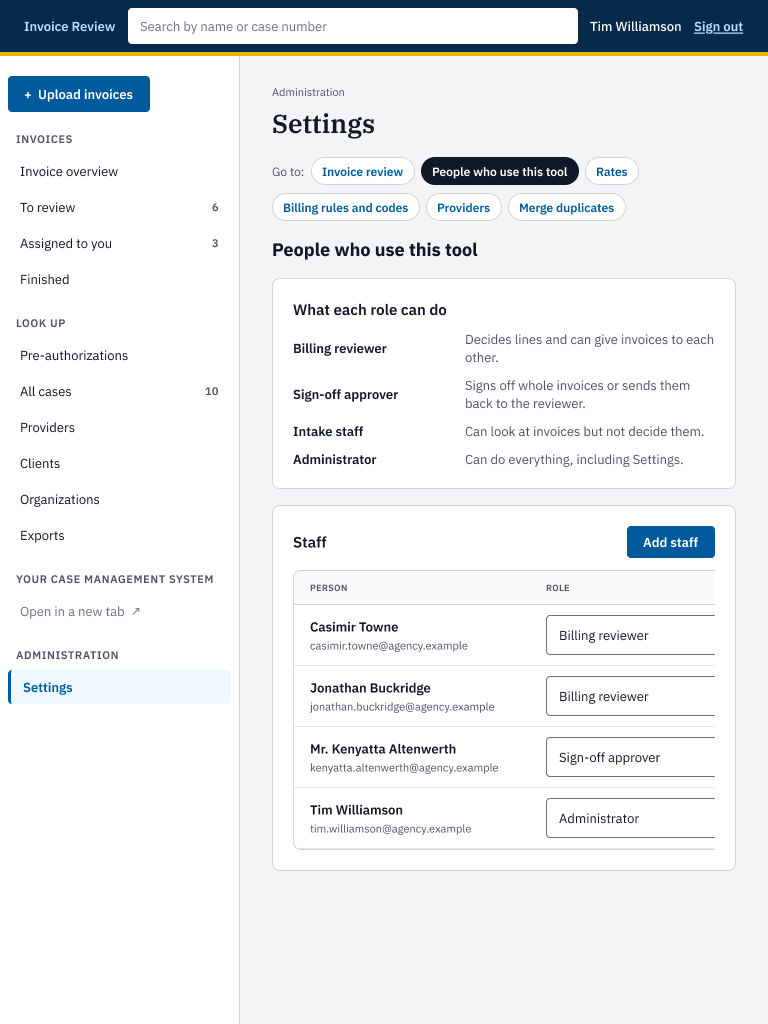 Invoice Review
Search by name or case number
Tim Williamson
Sign out
+ Upload invoices
INVOICES
Invoice overview
To review 6
Assigned to you 3
Finished
LOOK UP
Pre-authorizations
All cases 10
Providers
Clients
Organizations
Exports
YOUR CASE MANAGEMENT SYSTEM
Open in a new tab ↗
ADMINISTRATION
Settings
Administration
Settings
Go to: Invoice review People who use this tool Rates
Billing rules and codes Providers Merge duplicates
People who use this tool
What each role can do
Billing reviewer
Decides lines and can give invoices to each
other.
Sign-off approver
Signs off whole invoices or sends them
back to the reviewer.
Intake staff
Can look at invoices but not decide them.
Administrator
Can do everything, including Settings.
Staff
Add staff
PERSON ROLE
Casimir Towne
casimir.towne@agency.example
Billing reviewer
Jonathan Buckridge
jonathan.buckridge@agency.example
Billing reviewer
Mr. Kenyatta Altenwerth
kenyatta.altenwerth@agency.example
Sign-off approver
Tim Williamson
tim.williamson@agency.example
Administrator